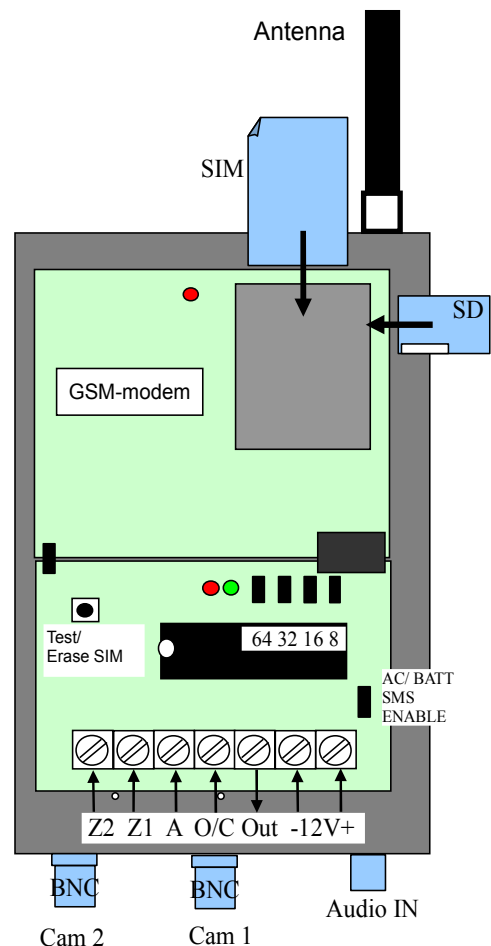 Antenna
SIM
SD
GSM-modem
Test/
Erase SIM
64 32 16 8
AC/ BATT
SMS
ENABLE
Z2 Z1 A O/C Out -12V+
BNC
BNC
Audio IN
Cam 2
Cam 1